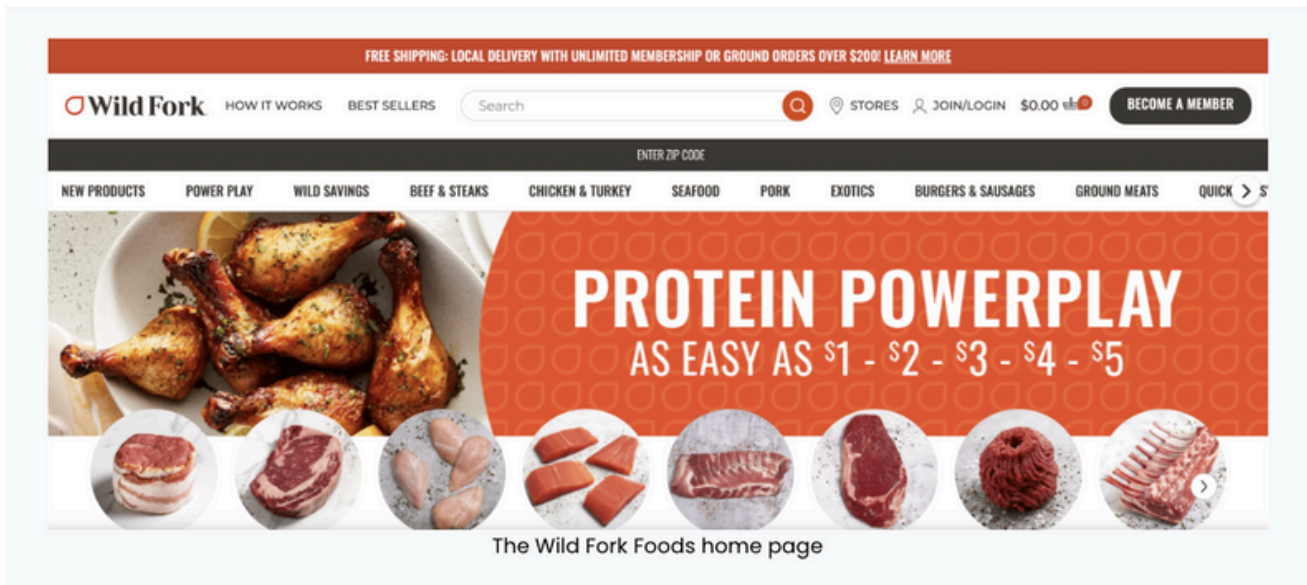 FREE SHIPPING: LOCAL DELIVERY WITH UNLIMITED MEMBERSHIP OR GROUND ORDERS OVER $200! LEARN MORE
Wild Fork HOW IT WORKS BEST SELLERS Search STORES JOIN/LOGIN $0.00 0 BECOME A MEMBER
ENTER ZIP CODE
NEW PRODUCTS POWER PLAY WILD SAVINGS BEEF & STEAKS CHICKEN & TURKEY SEAFOOD PORK EXOTICS BURGERS & SAUSAGES GROUND MEATS QUICK
PROTEIN POWERPLAY
AS EASY AS $1 - $2 - $3 - $4 - $5
The Wild Fork Foods home page